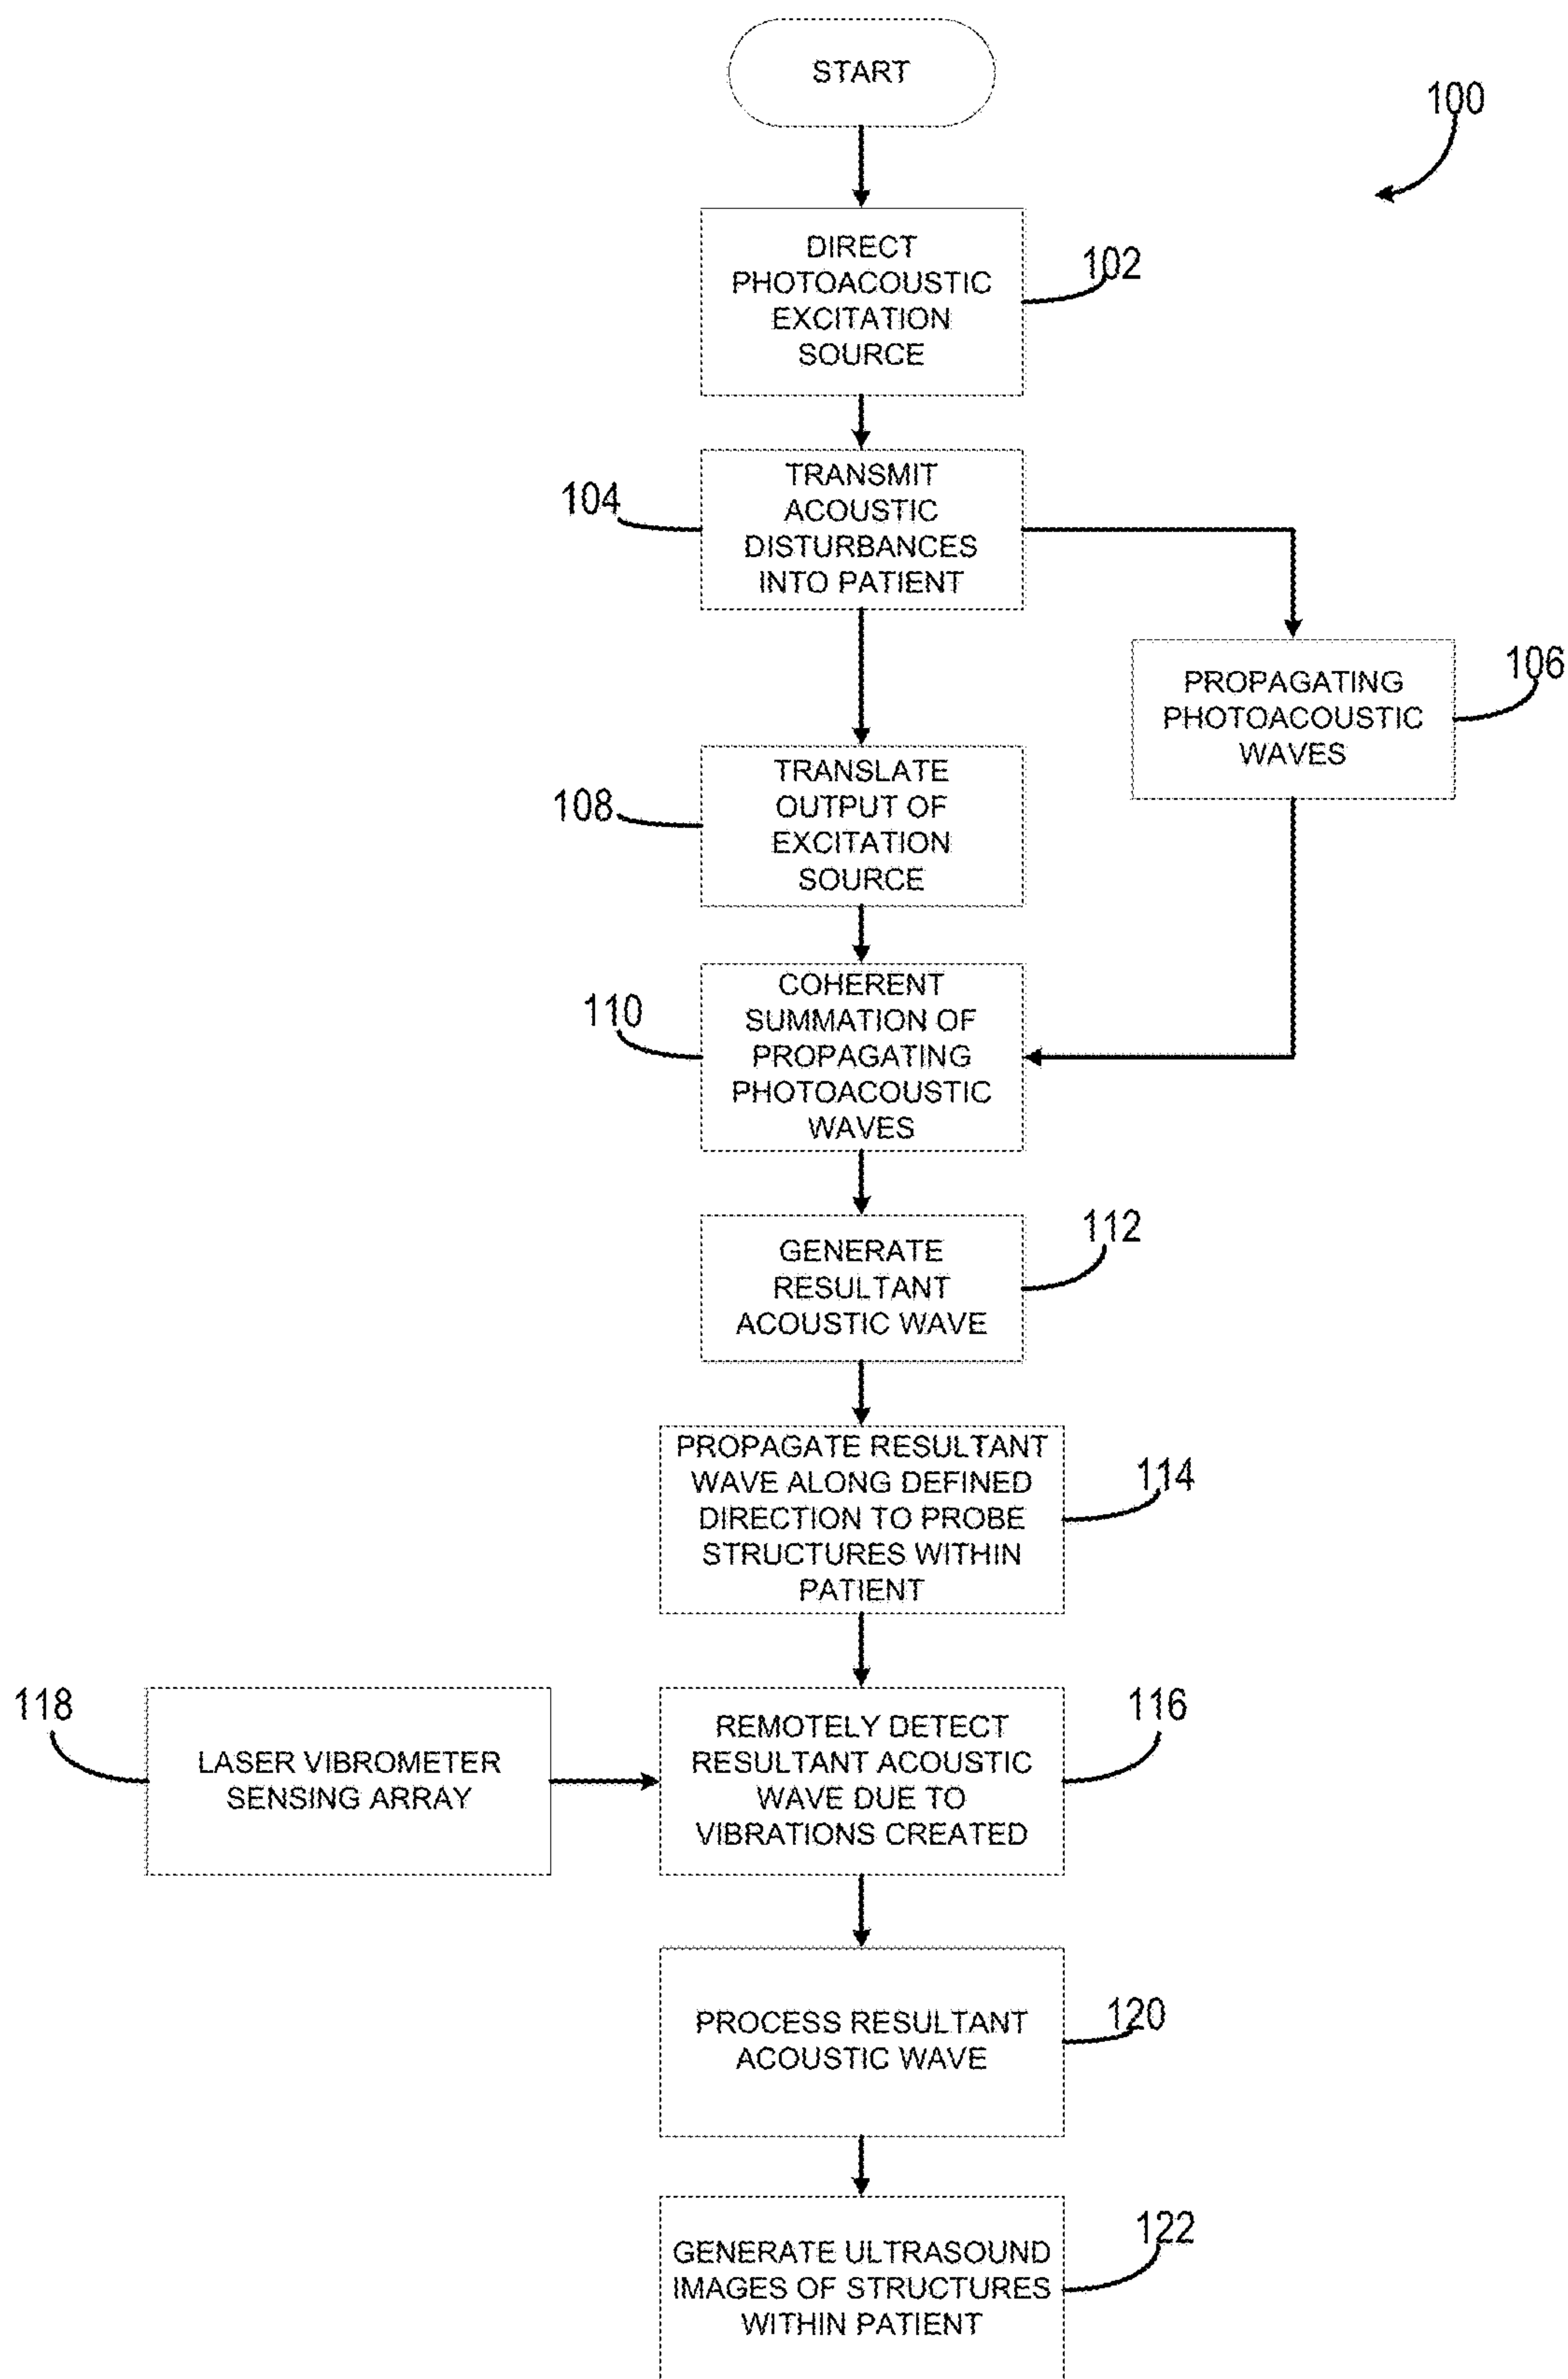 START
100
DIRECT
PHOTOACOUSTIC
EXCITATION
SOURCE
102
TRANSMIT
ACOUSTIC
DISTURBANCES
INTO PATIENT
104
PROPAGATING
PHOTOACOUSTIC
WAVES
106
TRANSLATE
OUTPUT OF
EXCITATION
SOURCE
108
COHERENT
SUMMATION OF
PROPAGATING
PHOTOACOUSTIC
WAVES
110
GENERATE
RESULTANT
ACOUSTIC WAVE
112
PROPAGATE RESULTANT
WAVE ALONG DEFINED
DIRECTION TO PROBE
STRUCTURES WITHIN
PATIENT
114
118
LASER VIBROMETER
SENSING ARRAY
REMOTELY DETECT
RESULTANT ACOUSTIC
WAVE DUE TO
VIBRATIONS CREATED
116
PROCESS RESULTANT
ACOUSTIC WAVE
120
GENERATE ULTRASOUND
IMAGES OF STRUCTURES
WITHIN PATIENT
122